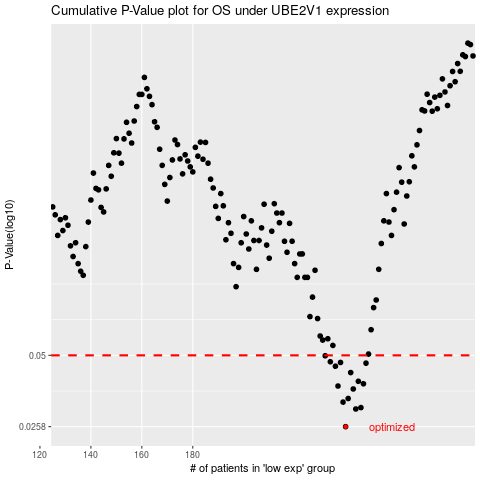 Cumulative P-Value plot for OS under UBE2V1 expression
P-Value(log10)
0.05
0.0258
optimized
120 140 160 180
# of patients in 'low exp' group